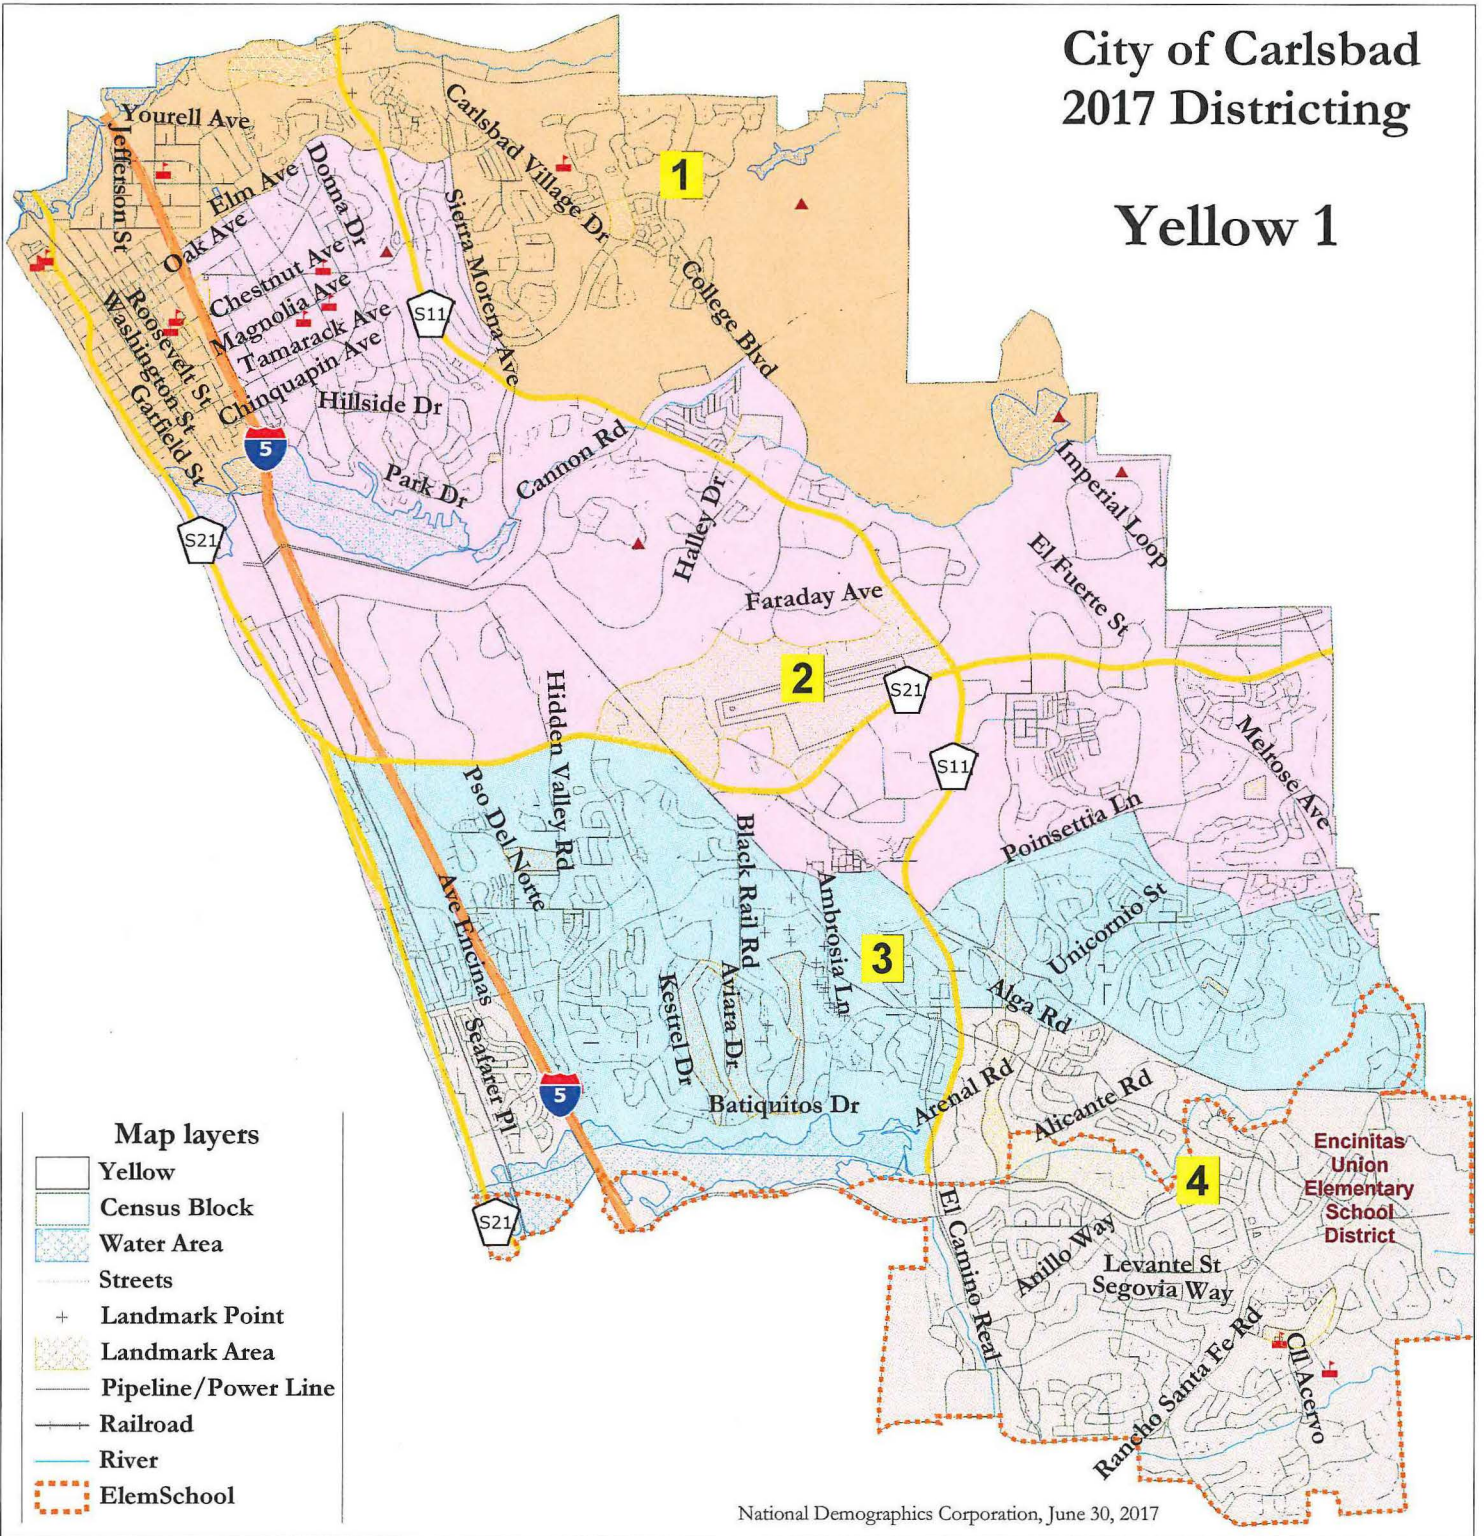 City of Carlsbad
2017 Districting
Yellow 1
Yourell Ave
Jefferson St
Elm Ave
Oak Ave
Donna Dr
Carlsbad Village Dr
1
Sierra Morena Ave
College Blvd
Chestnut Ave
Magnolia Ave
Tamarack Ave
Chinquapin Ave
Roosevelt St
Washington St
Garfield St
S11
Hillside Dr
5
Park Dr
Cannon Rd
Halley Dr
Imperial Loop
El Fuerte St
S21
Faraday Ave
2
S21
Hidden Valley Rd
Melrose Ave
S11
Pso Del Norte
Poinsettia Ln
Black Rail Rd
Ambrosia Ln
Ave Encinas
3
Unicornio St
Kestrel Dr
Aviara Dr
Alga Rd
Seafarer Pl
5
Batiquitos Dr
Arenal Rd
Alicante Rd
4
Encinitas
Union
Elementary
School
District
S21
El Camino Real
Anillo Way
Levante St
Segovia Way
Rancho Santa Fe Rd
Cll Acervo
Map layers
Yellow
Census Block
Water Area
Streets
Landmark Point
Landmark Area
Pipeline/Power Line
Railroad
River
ElemSchool
National Demographics Corporation, June 30, 2017